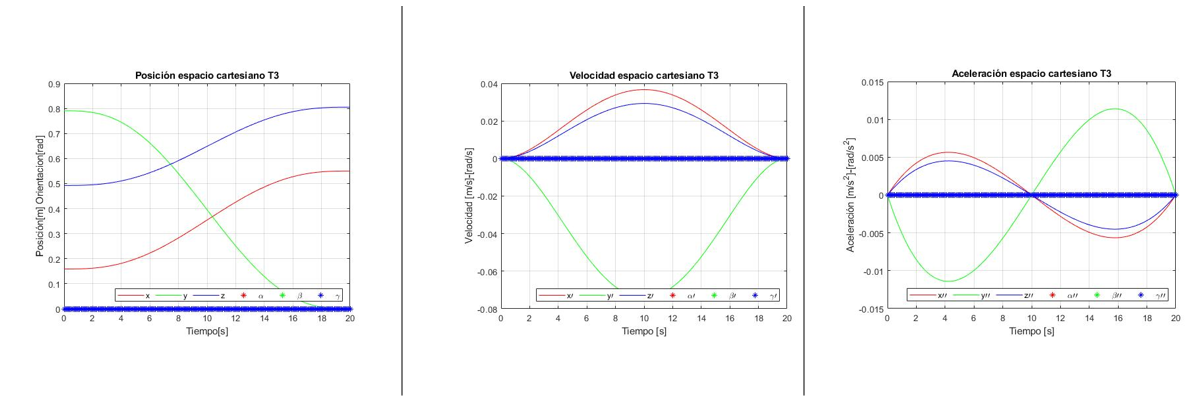 Posición espacio cartesiano T3
Posición[m] Orientacion[rad]
0.9
0.8
0.7
0.6
0.5
0.4
0.3
0.2
0.1
0
x y z α β γ
0 2 4 6 8 10 12 14 16 18 20
Tiempo[s]
Velocidad espacio cartesiano T3
Velocidad [m/s]-[rad/s]
0.04
0.02
0
-0.02
-0.04
-0.06
-0.08
x′ y′ z′ α′ β′ γ′
0 2 4 6 8 10 12 14 16 18 20
Tiempo [s]
Aceleración espacio cartesiano T3
Aceleración [m/s²]-[rad/s²]
0.015
0.01
0.005
0
-0.005
-0.01
-0.015
x′′ y′′ z′′ α′′ β′′ γ′′
0 2 4 6 8 10 12 14 16 18 20
Tiempo [s]